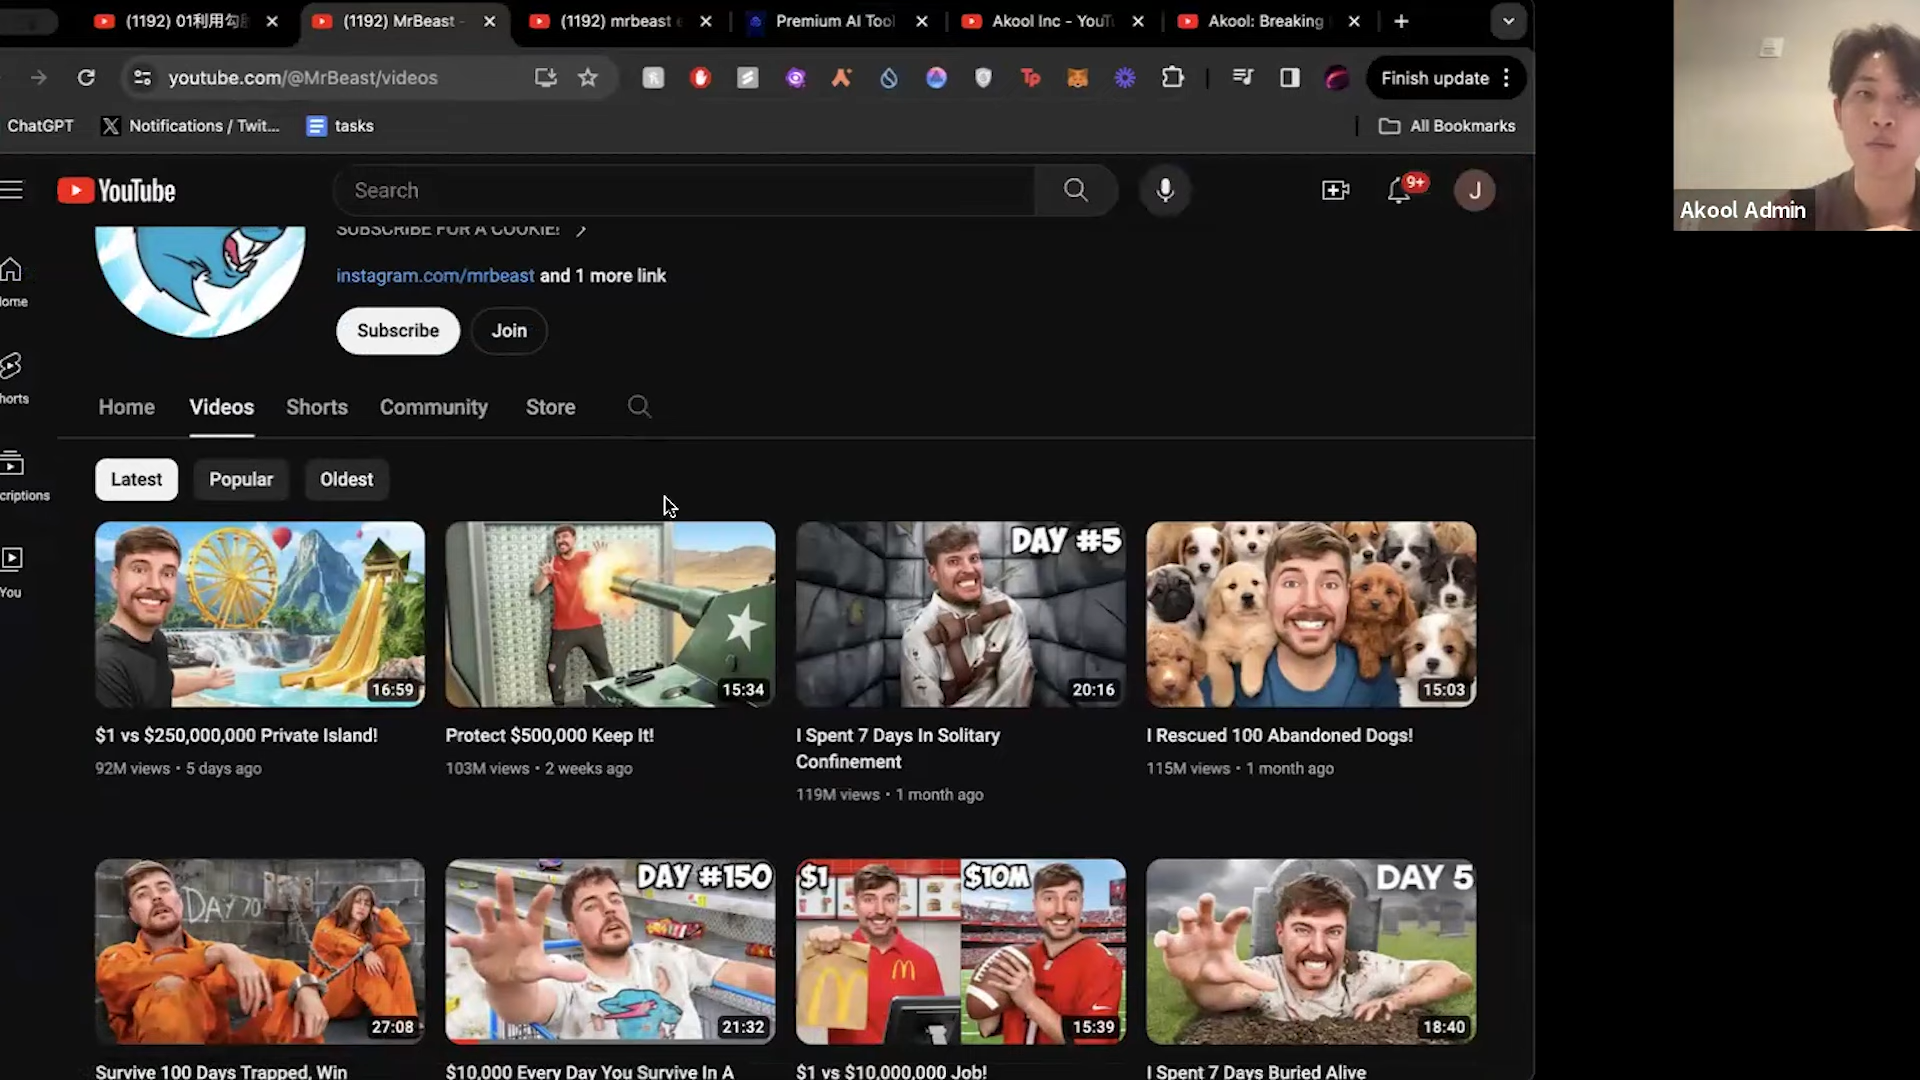 (1192) 01利用勾
(1192) MrBeast -
(1192) mrbeast e
Premium AI Tool
Akool Inc - YouT
Akool: Breaking
youtube.com/@MrBeast/videos
Tp
Finish update
ChatGPT
Notifications / Twit...
tasks
All Bookmarks
YouTube
Search
9+
J
Akool Admin
SUBSCRIBE FOR A COOKIE!
instagram.com/mrbeast and 1 more link
Subscribe
Join
ome
horts
criptions
You
Home
Videos
Shorts
Community
Store
Latest
Popular
Oldest
16:59
15:34
DAY #5
20:16
15:03
$1 vs $250,000,000 Private Island!
92M views • 5 days ago
Protect $500,000 Keep It!
103M views • 2 weeks ago
I Spent 7 Days In Solitary
Confinement
119M views • 1 month ago
I Rescued 100 Abandoned Dogs!
115M views • 1 month ago
DAY 70
27:08
DAY #150
21:32
$1
$10M
15:39
DAY 5
18:40
Survive 100 Days Trapped, Win
$10,000 Every Day You Survive In A
$1 vs $10,000,000 Job!
I Spent 7 Days Buried Alive